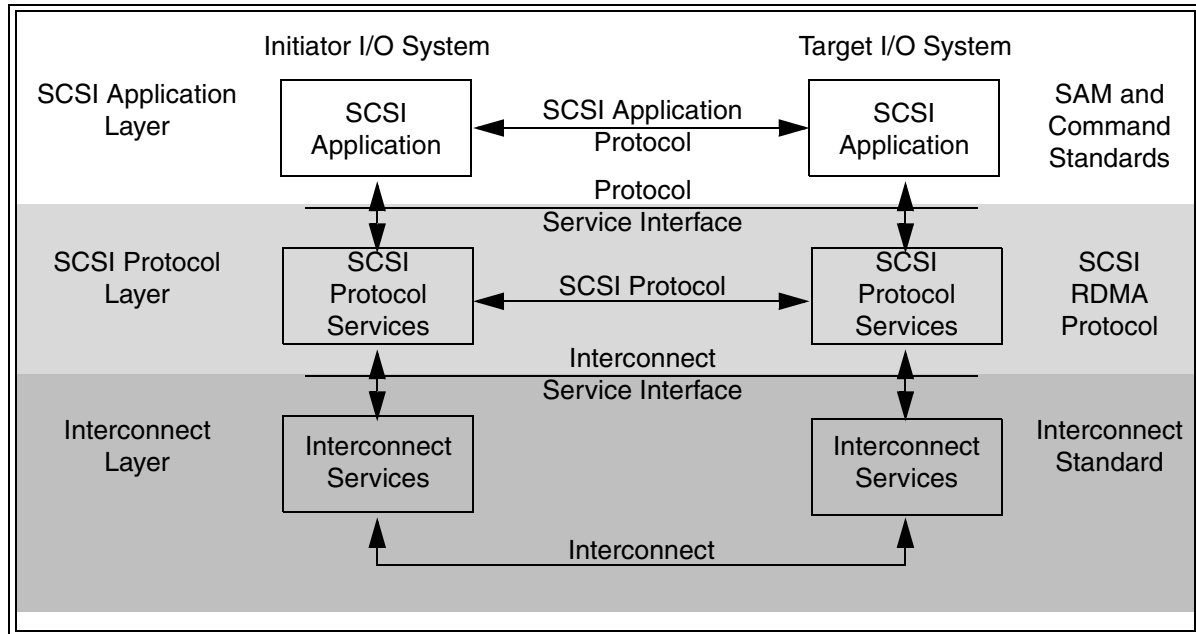 Initiator I/O System
Target I/O System
SCSI Application
Layer
SCSI
Application
SCSI Application
Protocol
SCSI
Application
SAM and
Command
Standards
Protocol
Service Interface
SCSI Protocol
Layer
SCSI
Protocol
Services
SCSI Protocol
SCSI
Protocol
Services
SCSI
RDMA
Protocol
Interconnect
Service Interface
Interconnect
Layer
Interconnect
Services
Interconnect
Services
Interconnect
Standard
Interconnect